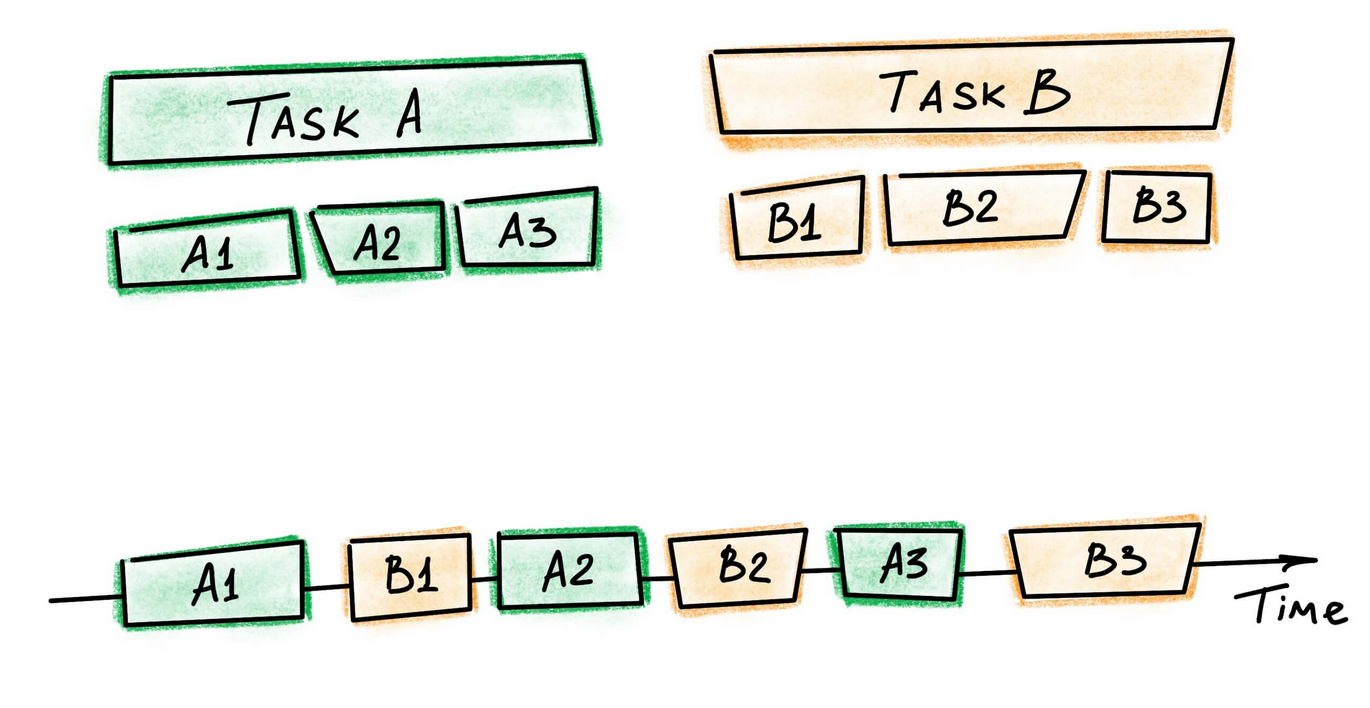 TASK A
TASK B
A1 A2 A3
B1 B2 B3
A1 B1 A2 B2 A3 B3
Time